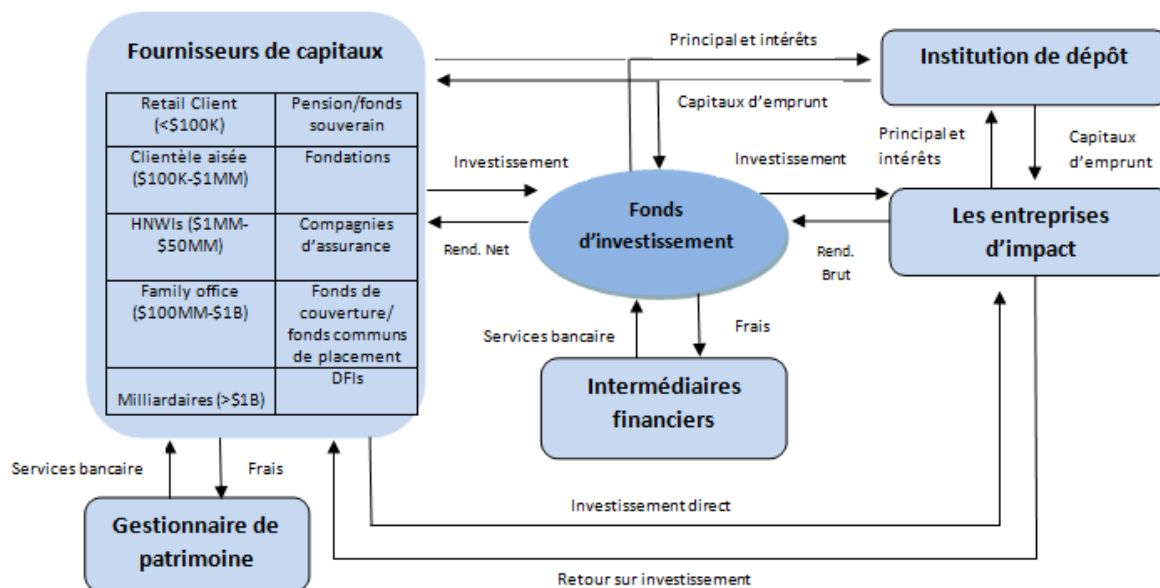 Fournisseurs de capitaux
Retail Client
(<$100K)
Pension/fonds
souverain
Clientèle aisée
($100K-$1MM)
Fondations
HNWIs ($1MM-
$50MM)
Compagnies
d'assurance
Family office
($100MM-$1B)
Fonds de
couverture/
fonds communs
de placement
Milliardaires (>$1B)
DFIs
Principal et intérêts
Capitaux d'emprunt
Institution de dépôt
Principal et
intérêts
Capitaux
d'emprunt
Investissement
Rend. Net
Fonds
d'investissement
Investissement
Rend.
Brut
Les entreprises
d'impact
Services bancaire
Frais
Intermédiaires
financiers
Services bancaire
Frais
Gestionnaire de
patrimoine
Investissement direct
Retour sur investissement